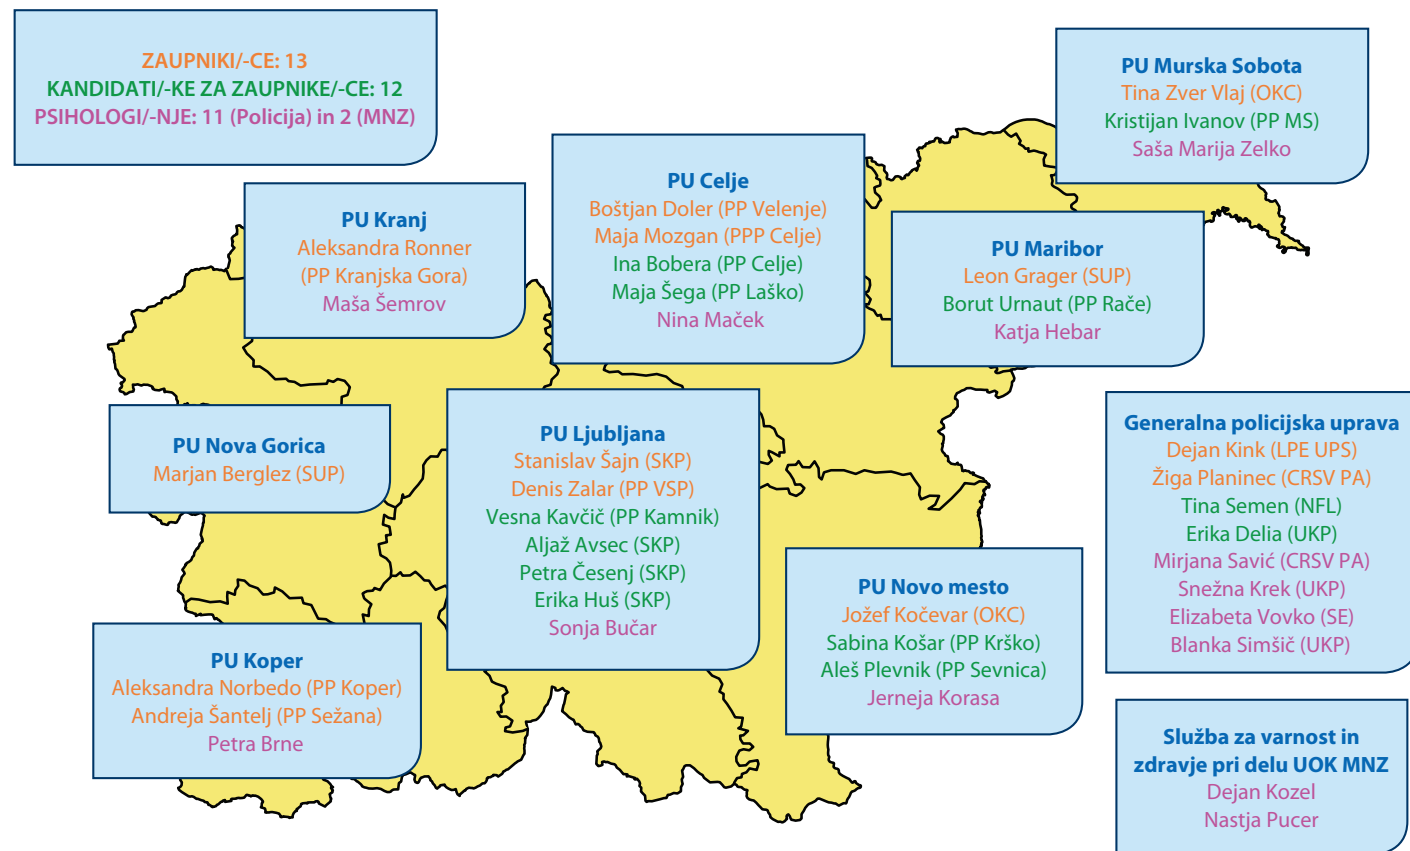 ZAUPNIKI/-CE: 13
KANDIDATI/-KE ZA ZAUPNIKE/-CE: 12
PSIHOLOGI/-NJE: 11 (Policija) in 2 (MNZ)
PU Murska Sobota
Tina Zver Vlaj (OKC)
Kristijan Ivanov (PP MS)
Saša Marija Zelko
PU Celje
Boštjan Doler (PP Velenje)
Maja Mozgan (PPP Celje)
Ina Bobera (PP Celje)
Maja Šega (PP Laško)
Nina Maček
PU Kranj
Aleksandra Ronner
(PP Kranjska Gora)
Maša Šemrov
PU Maribor
Leon Grager (SUP)
Borut Urnaut (PP Rače)
Katja Hebar
PU Nova Gorica
Marjan Berglez (SUP)
PU Ljubljana
Stanislav Šajn (SKP)
Denis Zalar (PP VSP)
Vesna Kavčič (PP Kamnik)
Aljaž Avsec (SKP)
Petra Česenj (SKP)
Erika Huš (SKP)
Sonja Bučar
Generalna policijska uprava
Dejan Kink (LPE UPS)
Žiga Planinec (CRSV PA)
Tina Semen (NFL)
Erika Delia (UKP)
Mirjana Savić (CRSV PA)
Snežna Krek (UKP)
Elizabeta Vovko (SE)
Blanka Simšič (UKP)
PU Novo mesto
Jožef Kočevar (OKC)
Sabina Košar (PP Krško)
Aleš Plevnik (PP Sevnica)
Jerneja Korasa
PU Koper
Aleksandra Norbedo (PP Koper)
Andreja Šantelj (PP Sežana)
Petra Brne
Služba za varnost in
zdravje pri delu UOK MNZ
Dejan Kozel
Nastja Pucer